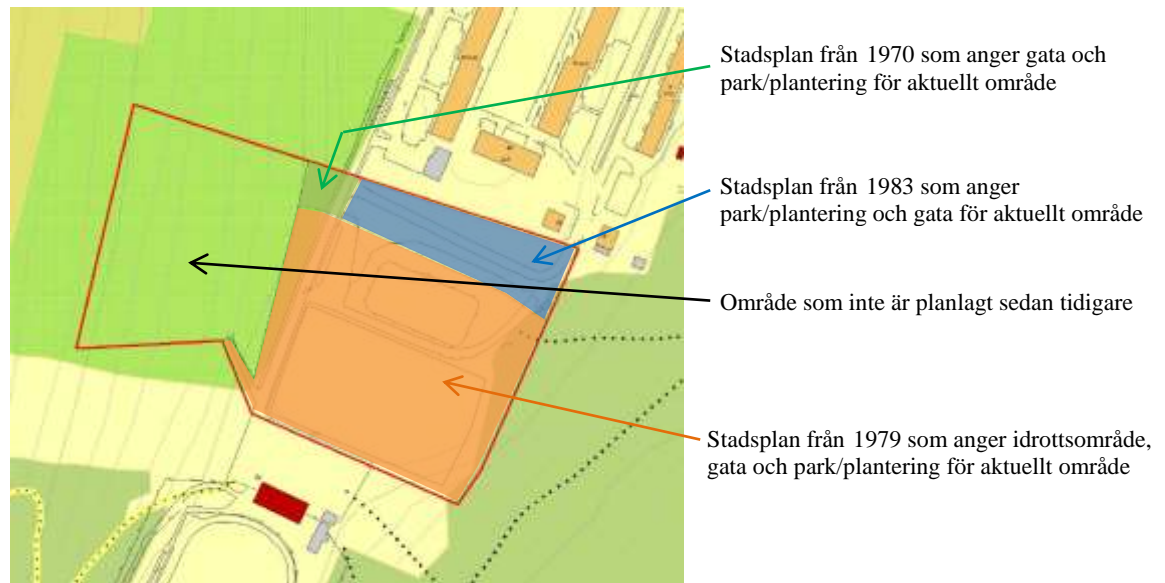 Stadsplan från 1970 som anger gata och
park/plantering för aktuellt område
Stadsplan från 1983 som anger
park/plantering och gata för aktuellt område
Område som inte är planlagt sedan tidigare
Stadsplan från 1979 som anger idrottsområde,
gata och park/plantering för aktuellt område